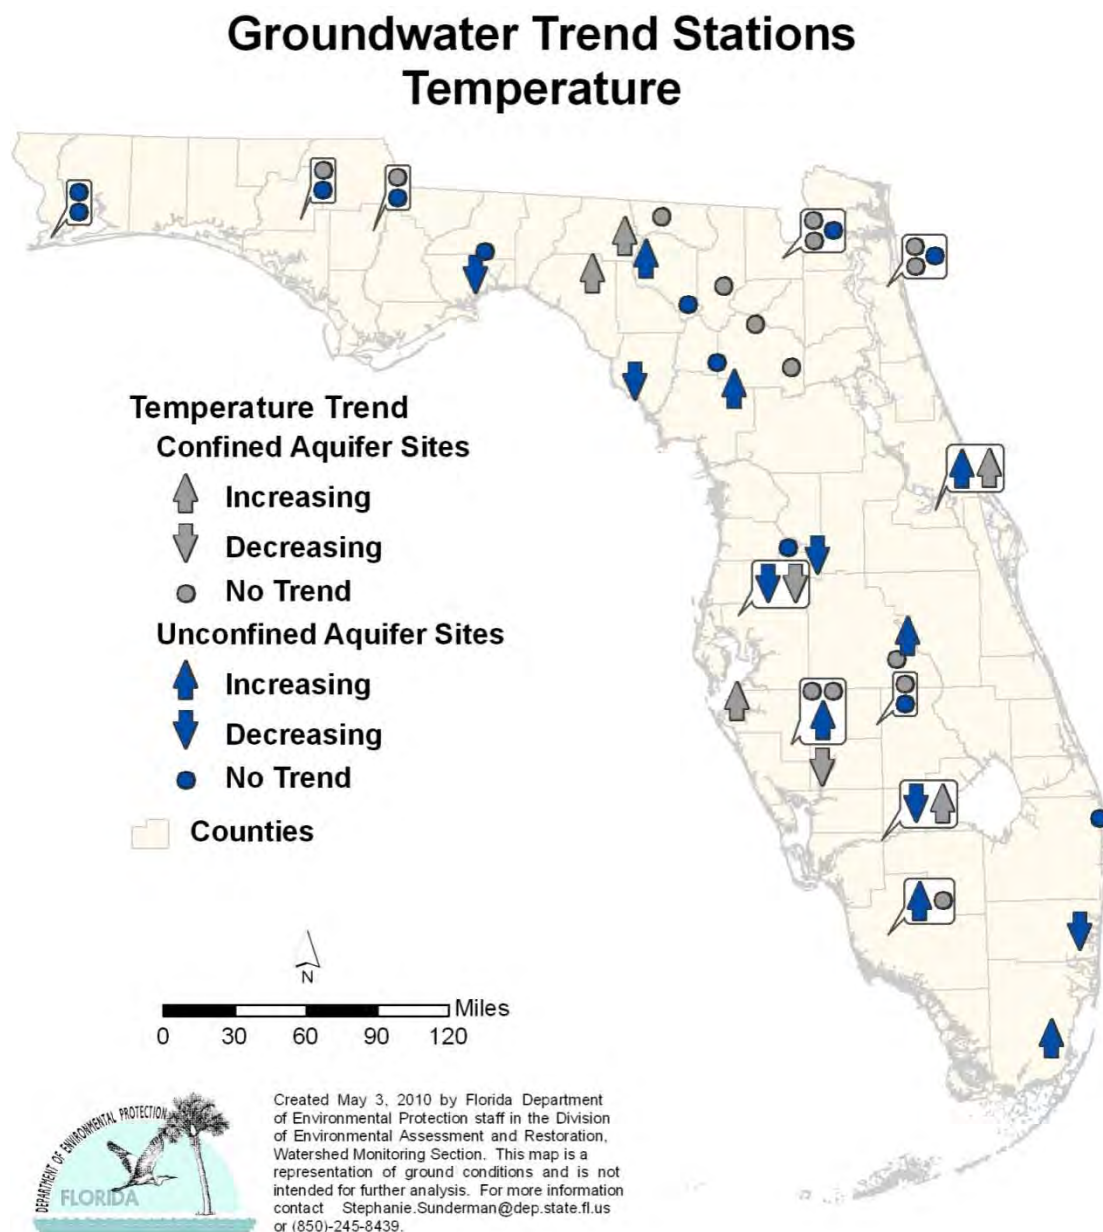 Groundwater Trend Stations
Temperature
Temperature Trend
Confined Aquifer Sites
Increasing
Decreasing
No Trend
Unconfined Aquifer Sites
Increasing
Decreasing
No Trend
Counties
N
Miles
0 30 60 90 120
DEPARTMENT OF ENVIRONMENTAL PROTECTION
FLORIDA
Created May 3, 2010 by Florida Department
of Environmental Protection staff in the Division
of Environmental Assessment and Restoration,
Watershed Monitoring Section. This map is a
representation of ground conditions and is not
intended for further analysis. For more information
contact Stephanie.Sunderman@dep.state.fl.us
or (850)-245-8439.